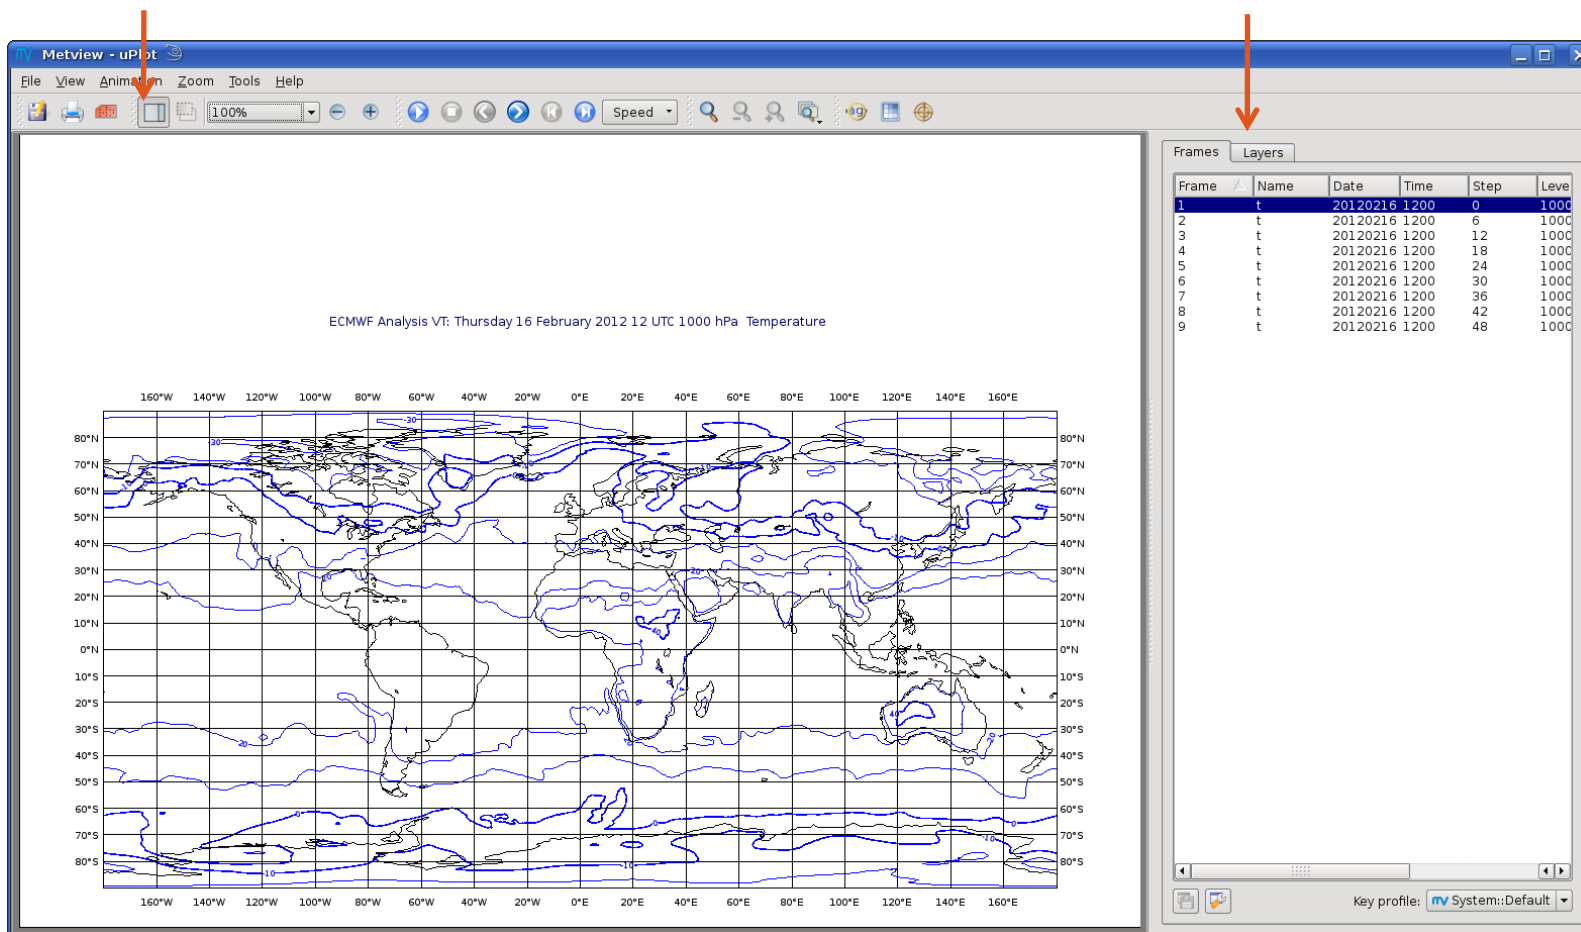 Metview - uPlot
File View Animation Zoom Tools Help
100% Speed
Frames Layers
Frame Name Date Time Step Leve
1 t 20120216 1200 0 1000
2 t 20120216 1200 6 1000
3 t 20120216 1200 12 1000
4 t 20120216 1200 18 1000
5 t 20120216 1200 24 1000
6 t 20120216 1200 30 1000
7 t 20120216 1200 36 1000
8 t 20120216 1200 42 1000
9 t 20120216 1200 48 1000
ECMWF Analysis VT: Thursday 16 February 2012 12 UTC 1000 hPa Temperature
160°W 140°W 120°W 100°W 80°W 60°W 40°W 20°W 0°E 20°E 40°E 60°E 80°E 100°E 120°E 140°E 160°E
80°N 80°N
70°N 70°N
60°N 60°N
50°N 50°N
40°N 40°N
30°N 30°N
20°N 20°N
10°N 10°N
0°N 0°N
10°S 10°S
20°S 20°S
30°S 30°S
40°S 40°S
50°S 50°S
60°S 60°S
70°S 70°S
80°S 80°S
160°W 140°W 120°W 100°W 80°W 60°W 40°W 20°W 0°E 20°E 40°E 60°E 80°E 100°E 120°E 140°E 160°E
Key profile: mv System::Default